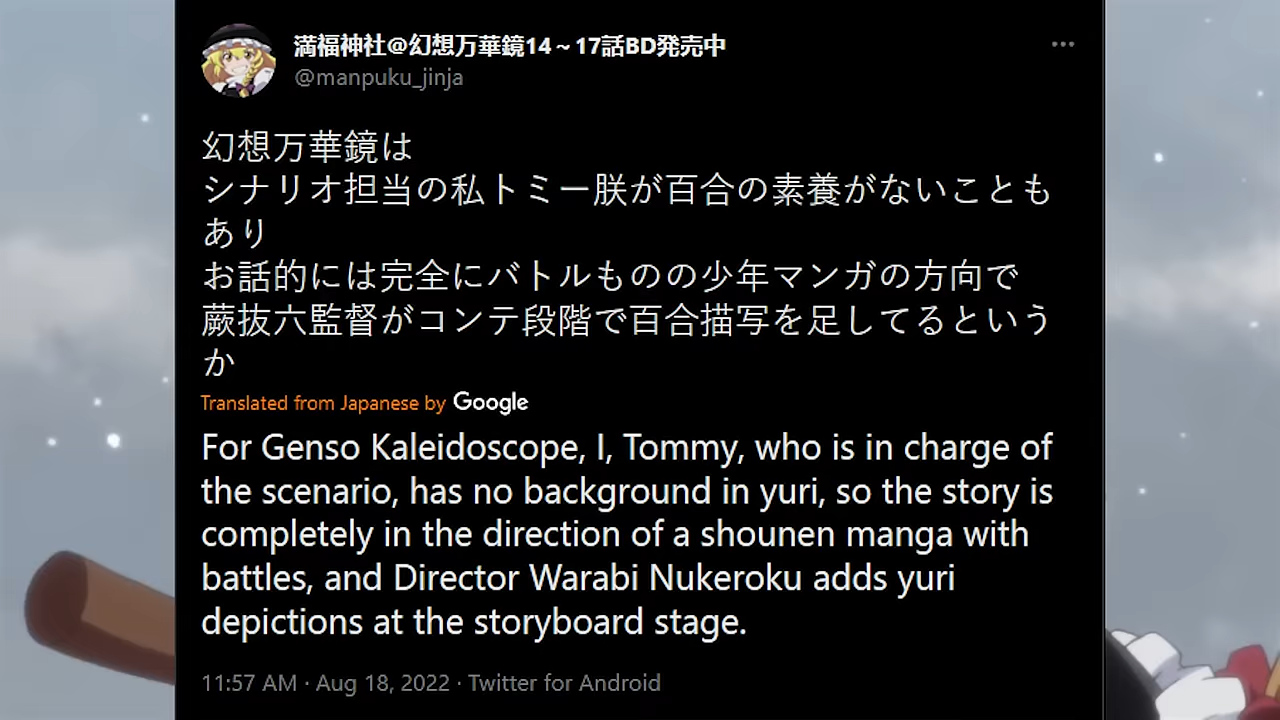 満福神社@幻想万華鏡14～17話BD発売中
@manpuku_jinja
幻想万華鏡は
シナリオ担当の私トミー朕が百合の素養がないことも
あり
お話的には完全にバトルものの少年マンガの方向で
蕨抜六監督がコンテ段階で百合描写を足してるという
か
Translated from Japanese by Google
For Genso Kaleidoscope, I, Tommy, who is in charge of
the scenario, has no background in yuri, so the story is
completely in the direction of a shounen manga with
battles, and Director Warabi Nukeroku adds yuri
depictions at the storyboard stage.
11:57 AM · Aug 18, 2022 · Twitter for Android